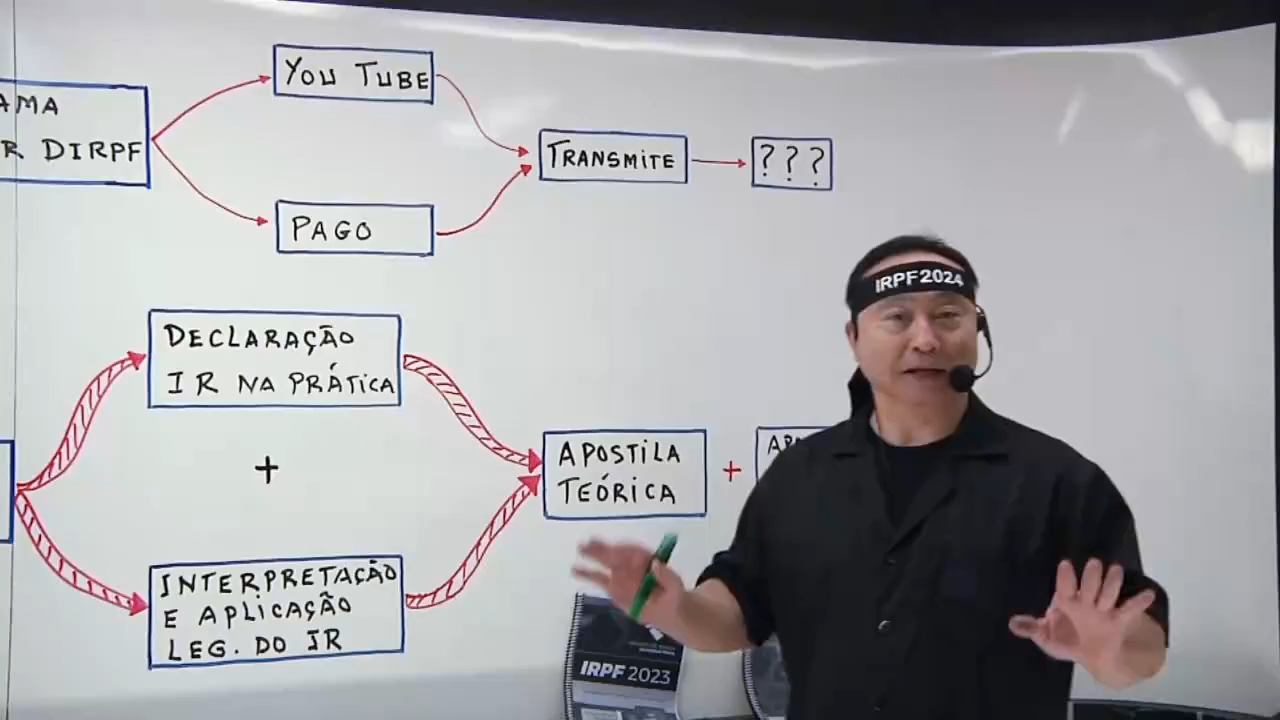 YOU TUBE
AMA
R DIRPF
TRANSMITE
? ? ?
PAGO
IRPF2024
DECLARAÇÃO
IR NA PRÁTICA
+
APOSTILA
TEÓRICA
+
INTERPRETAÇÃO
E APLICAÇÃO
LEG. DO IR
IRPF 2023